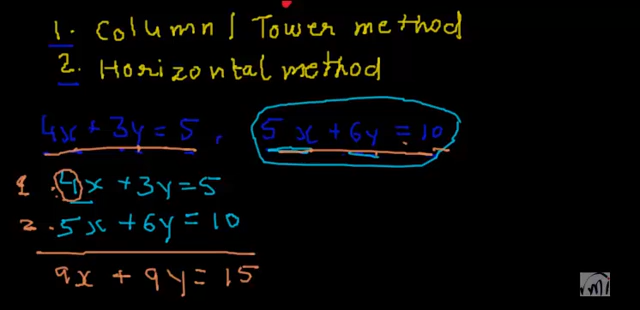 1. Column / Tower method
2. Horizontal method
4x + 3y = 5, 5x + 6y = 10
1. 4x + 3y = 5
2. 5x + 6y = 10
9x + 9y = 15